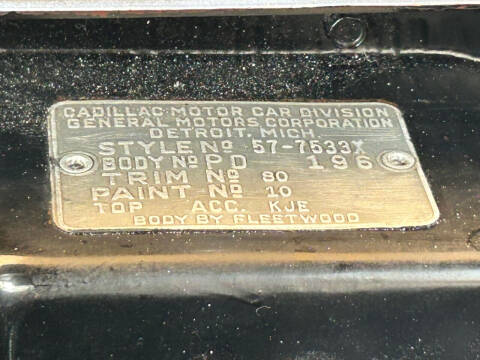 CADILLAC MOTOR CAR DIVISION
GENERAL MOTORS CORPORATION
DETROIT, MICH.
STYLE No 57-7533X
BODY No PD 196
TRIM No 80
PAINT No 10
TOP ACC. KJE
BODY BY FLEETWOOD